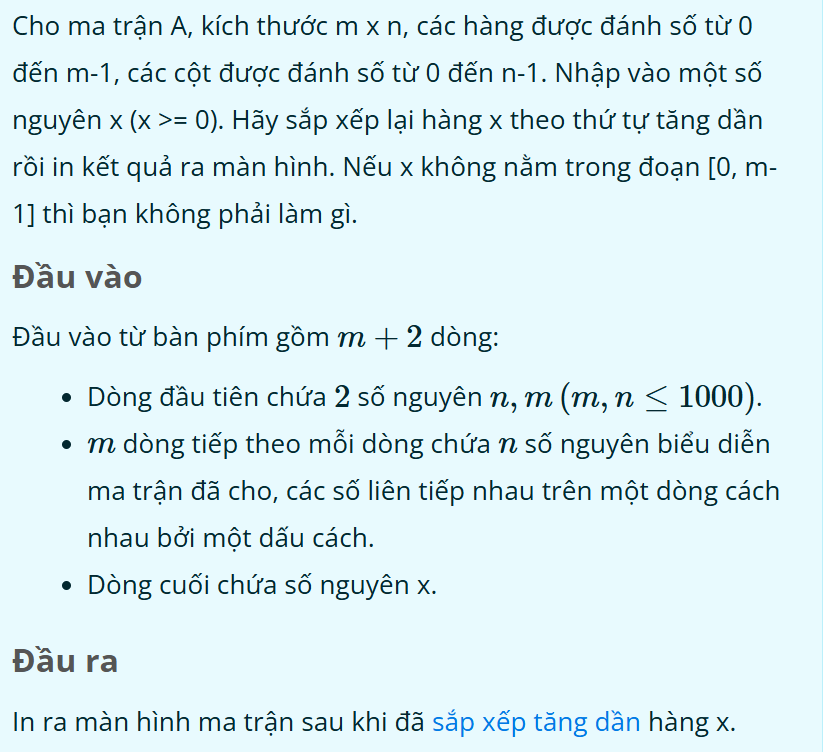 Cho ma trận A, kích thước m x n, các hàng được đánh số từ 0
đến m-1, các cột được đánh số từ 0 đến n-1. Nhập vào một số
nguyên x (x >= 0). Hãy sắp xếp lại hàng x theo thứ tự tăng dần
rồi in kết quả ra màn hình. Nếu x không nằm trong đoạn [0, m-
1] thì bạn không phải làm gì.
Đầu vào
Đầu vào từ bàn phím gồm m + 2 dòng:
• Dòng đầu tiên chứa 2 số nguyên n, m (m, n ≤ 1000).
• m dòng tiếp theo mỗi dòng chứa n số nguyên biểu diễn
ma trận đã cho, các số liên tiếp nhau trên một dòng cách
nhau bởi một dấu cách.
• Dòng cuối chứa số nguyên x.
Đầu ra
In ra màn hình ma trận sau khi đã sắp xếp tăng dần hàng x.